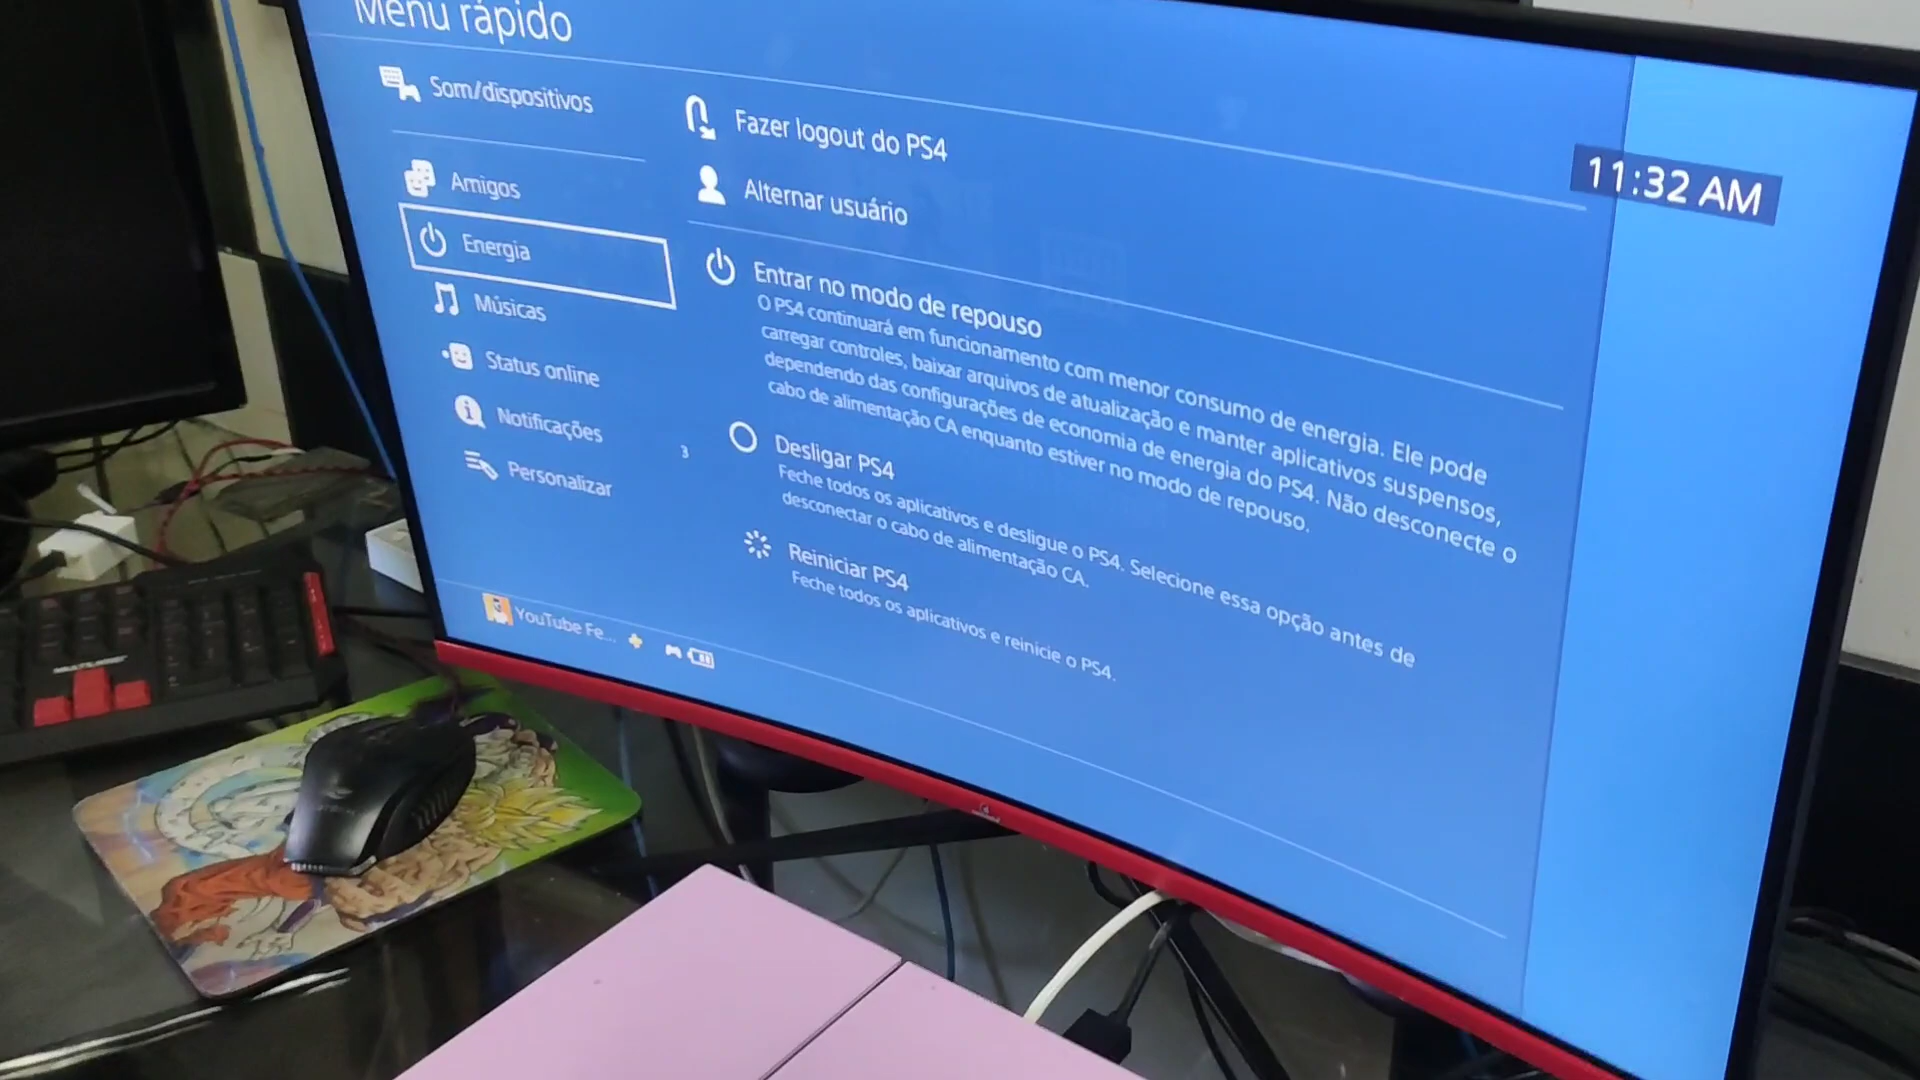 Menu rápido
Som/dispositivos
Amigos
Energia
Músicas
Status online
Notificações
3
Personalizar
Fazer logout do PS4
Alternar usuário
Entrar no modo de repouso
O PS4 continuará em funcionamento com menor consumo de energia. Ele pode
carregar controles, baixar arquivos de atualização e manter aplicativos suspensos,
dependendo das configurações de economia de energia do PS4. Não desconecte o
cabo de alimentação CA enquanto estiver no modo de repouso.
Desligar PS4
Feche todos os aplicativos e desligue o PS4. Selecione essa opção antes de
desconectar o cabo de alimentação CA.
Reiniciar PS4
Feche todos os aplicativos e reinicie o PS4.
11:32 AM
YouTube Fe...